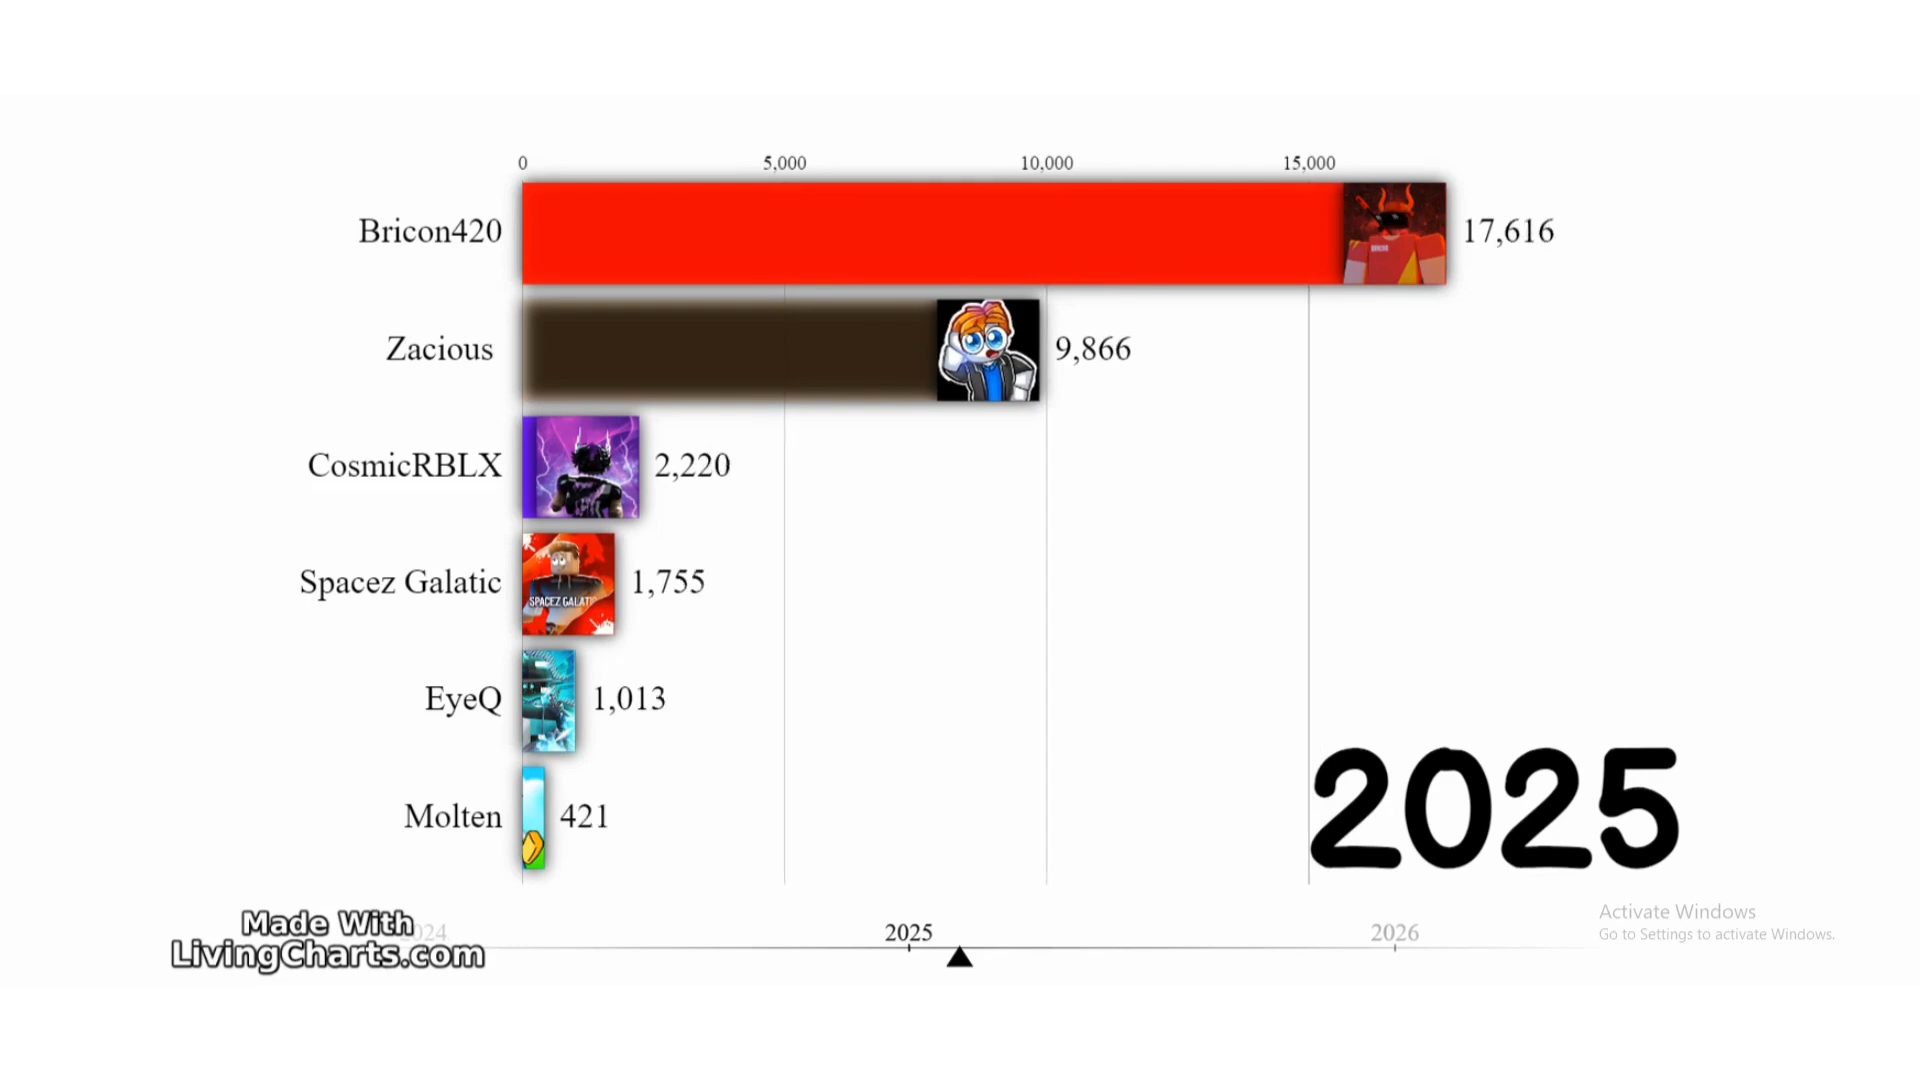 0 5,000 10,000 15,000
Bricon420 17,616
Zacious 9,866
CosmicRBLX 2,220
Spacez Galatic 1,755
SPACEZ GALATI
EyeQ 1,013
Molten 421
2025
Made With
LivingCharts.com
2025 2026
Activate Windows
Go to Settings to activate Windows.